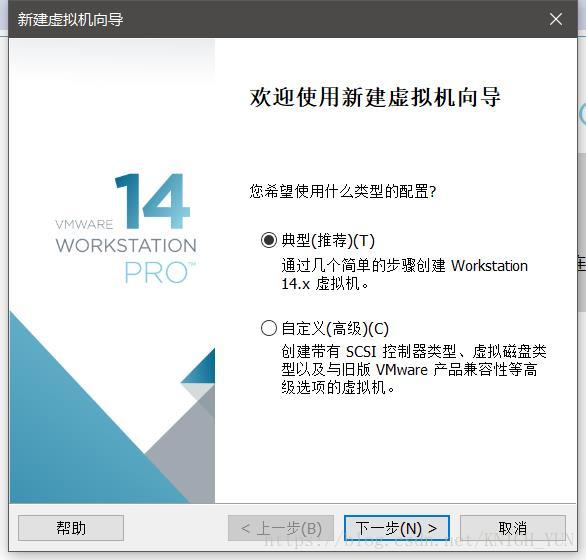 新建虚拟机向导
欢迎使用新建虚拟机向导
14
VMWARE
WORKSTATION
PRO™
您希望使用什么类型的配置?
典型(推荐)(T)
通过几个简单的步骤创建 Workstation
14.x 虚拟机。
自定义(高级)(C)
创建带有 SCSI 控制器类型、虚拟磁盘类
型以及与旧版 VMware 产品兼容性等高
级选项的虚拟机。
连
帮助
< 上一步(B)
下一步(N) >
取消
https://blog.csdn.net/KNIGH_YUN